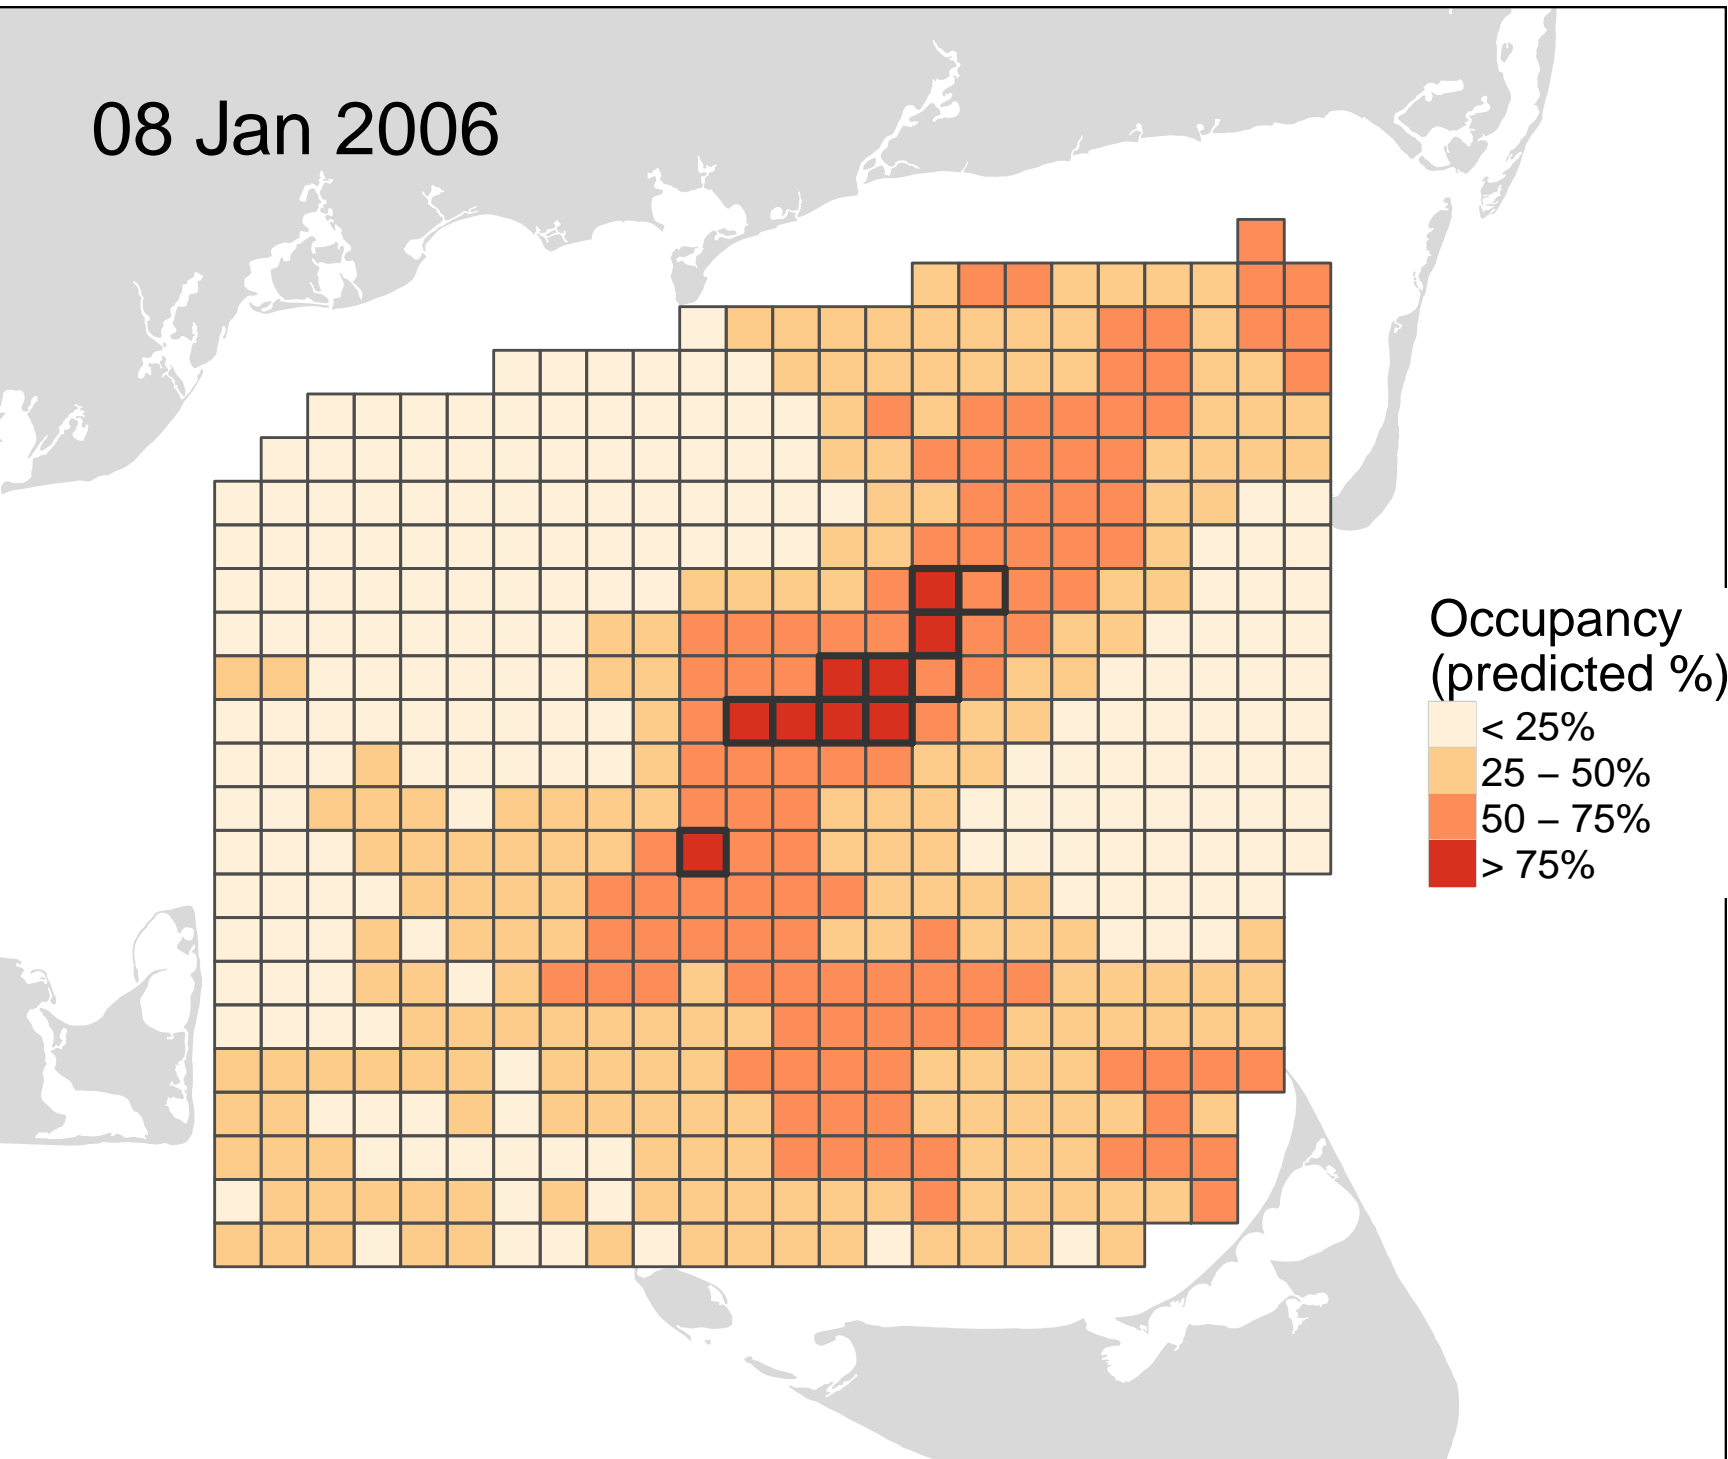 08 Jan 2006
Occupancy
(predicted %)
< 25%
25 – 50%
50 – 75%
> 75%